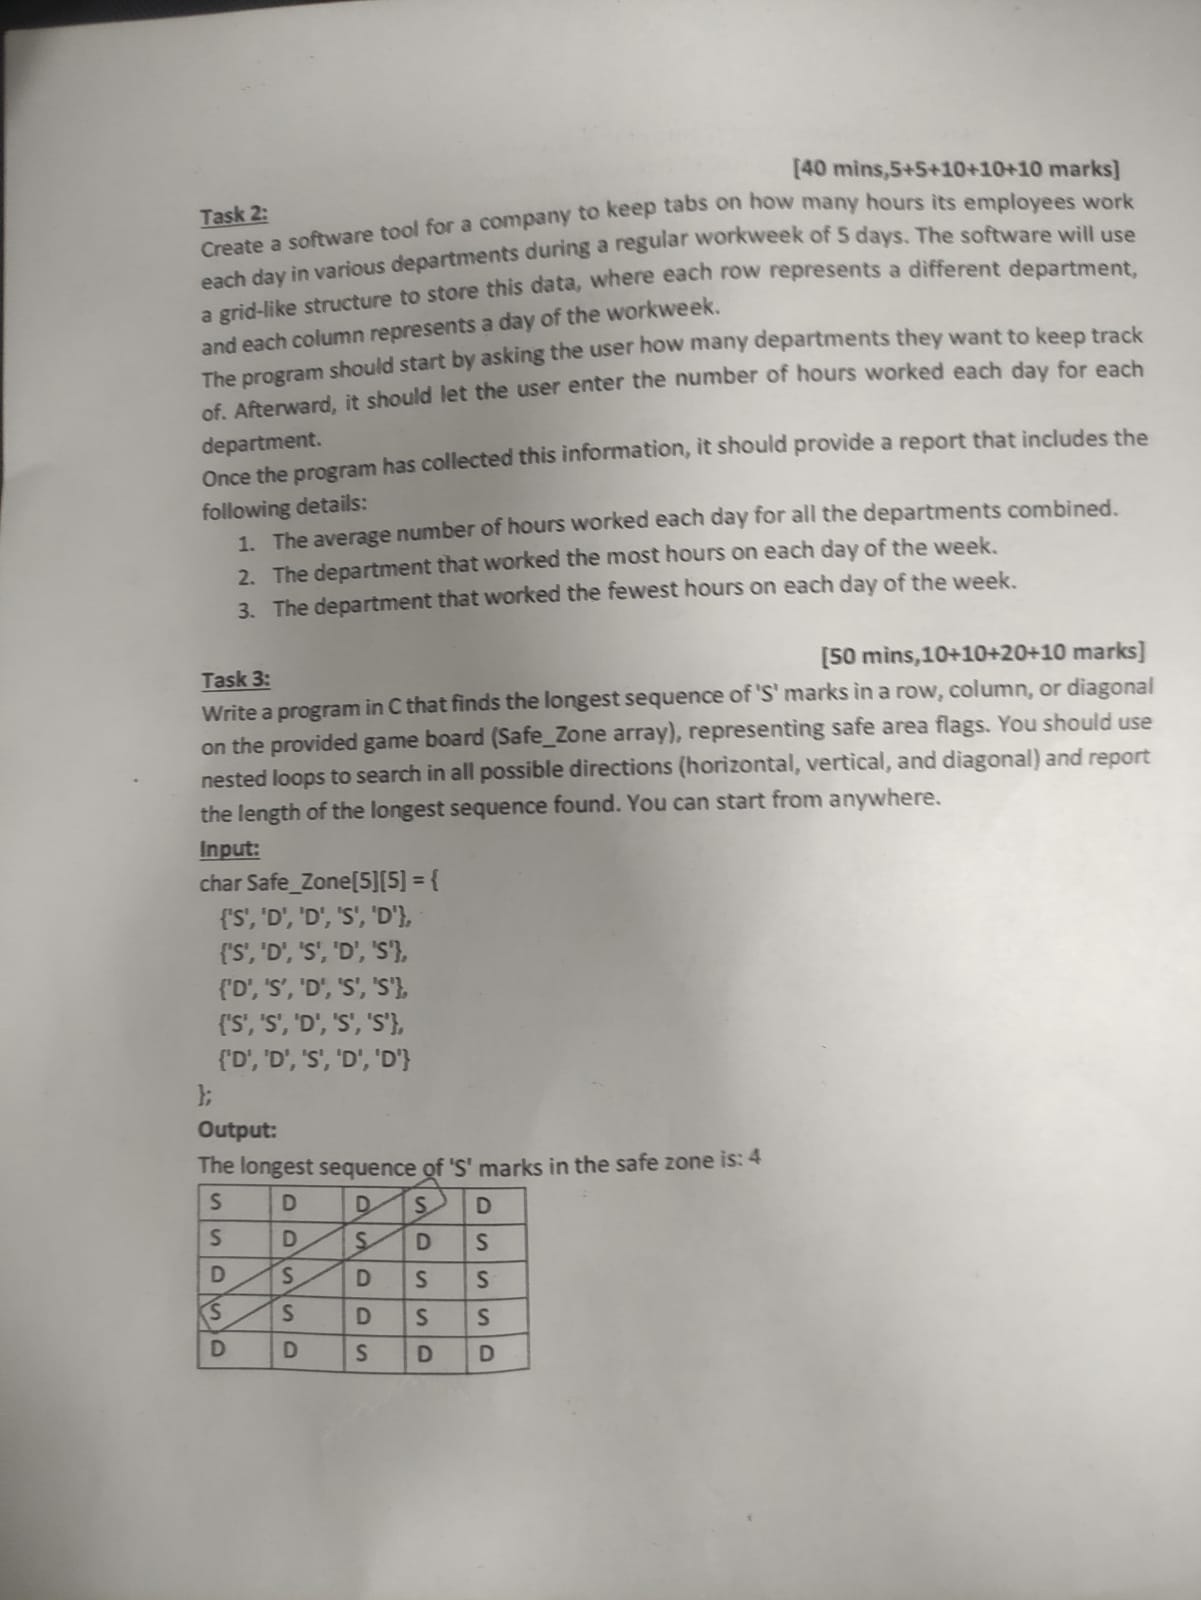 [40 mins,5+5+10+10+10 marks]
Task 2:
Create a software tool for a company to keep tabs on how many hours its employees work
each day in various departments during a regular workweek of 5 days. The software will use
a grid-like structure to store this data, where each row represents a different department,
and each column represents a day of the workweek.
The program should start by asking the user how many departments they want to keep track
of. Afterward, it should let the user enter the number of hours worked each day for each
department.
Once the program has collected this information, it should provide a report that includes the
following details:
1. The average number of hours worked each day for all the departments combined.
2. The department that worked the most hours on each day of the week.
3. The department that worked the fewest hours on each day of the week.
[50 mins,10+10+20+10 marks]
Task 3:
Write a program in C that finds the longest sequence of 'S' marks in a row, column, or diagonal
on the provided game board (Safe_Zone array), representing safe area flags. You should use
nested loops to search in all possible directions (horizontal, vertical, and diagonal) and report
the length of the longest sequence found. You can start from anywhere.
Input:
char Safe_Zone[5][5] = {
{'S', 'D', 'D', 'S', 'D'},
{'S', 'D', 'S', 'D', 'S'},
{'D', 'S', 'D', 'S', 'S'},
{'S', 'S', 'D', 'S', 'S'},
{'D', 'D', 'S', 'D', 'D'}
};
Output:
The longest sequence of 'S' marks in the safe zone is: 4
S D D S D
S D S D S
D S D S S
S S D S S
D D S D D